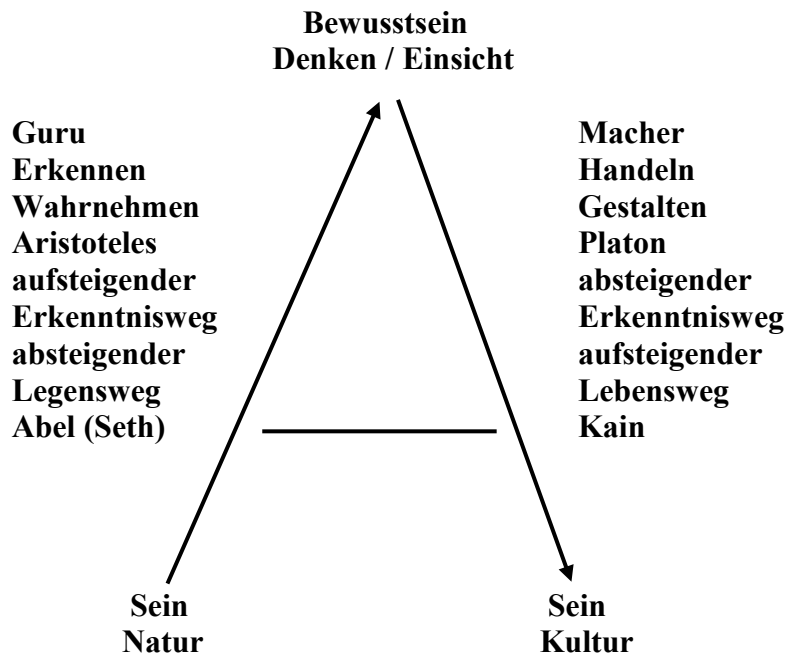 Bewusstsein
Denken / Einsicht
Guru
Erkennen
Wahrnehmen
Aristoteles
aufsteigender
Erkenntnisweg
absteigender
Legensweg
Abel (Seth)
Macher
Handeln
Gestalten
Platon
absteigender
Erkenntnisweg
aufsteigender
Lebensweg
Kain
Sein
Natur
Sein
Kultur